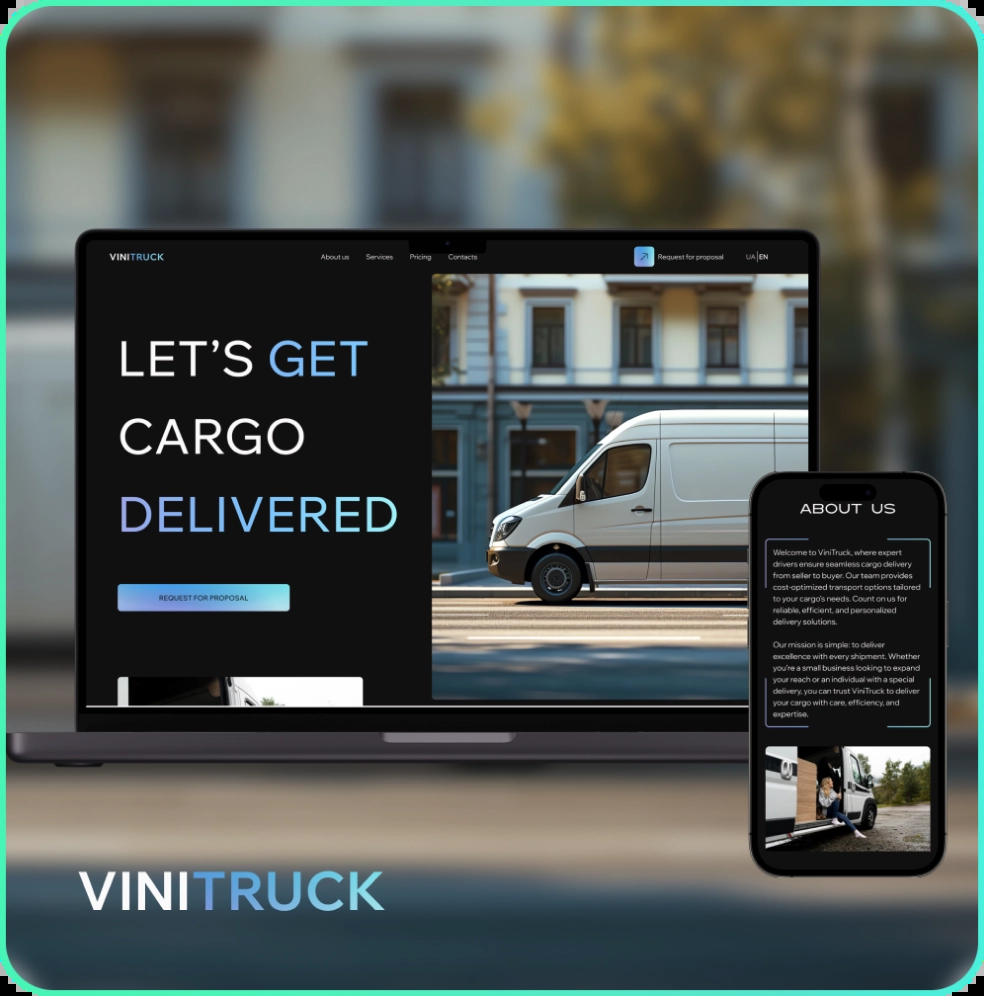 VINITRUCK
About us
Services
Pricing
Contacts
Request for proposal
UA|EN
LET'S GET
CARGO
DELIVERED
REQUEST FOR PROPOSAL
ABOUT US
Welcome to ViniTruck, where expert
drivers ensure seamless cargo delivery
from seller to buyer. Our team provides
cost-optimized transport options tailored
to your cargo's needs. Count on us for
reliable, efficient, and personalized
delivery solutions.
Our mission is simple: to deliver
excellence with every shipment. Whether
you're a small business looking to expand
your reach or an individual with a special
delivery, you can trust ViniTruck to deliver
your cargo with care, efficiency, and
expertise.
VINITRUCK